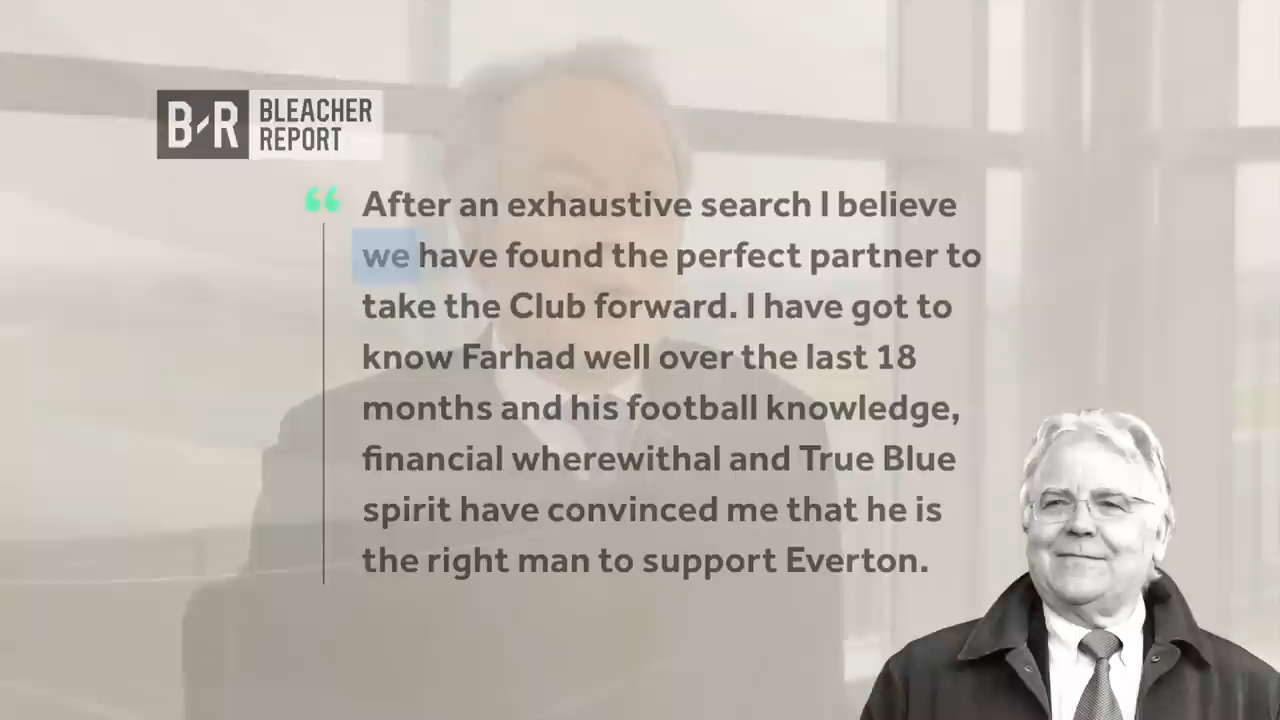 B-R BLEACHER
REPORT
“ After an exhaustive search I believe
we have found the perfect partner to
take the Club forward. I have got to
know Farhad well over the last 18
months and his football knowledge,
financial wherewithal and True Blue
spirit have convinced me that he is
the right man to support Everton.